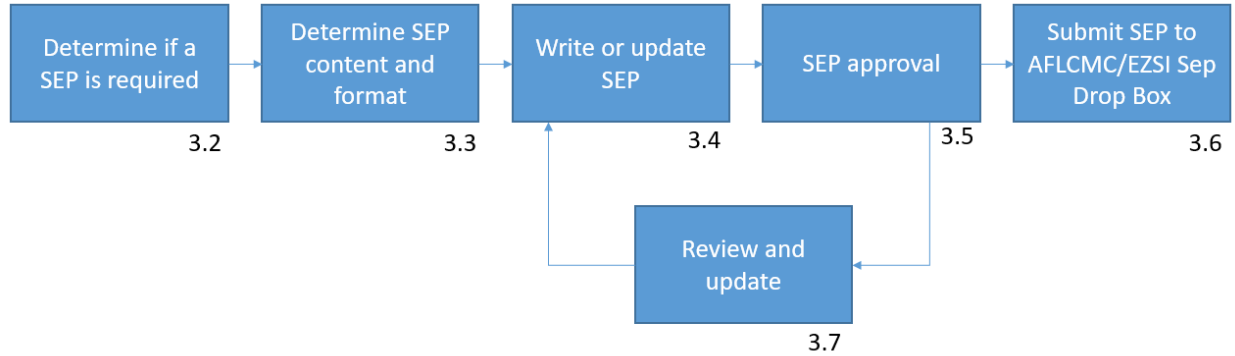 Determine if a
SEP is required
3.2
Determine SEP
content and
format
3.3
Write or update
SEP
3.4
SEP approval
3.5
Submit SEP to
AFLCMC/EZSI Sep
Drop Box
3.6
Review and
update
3.7